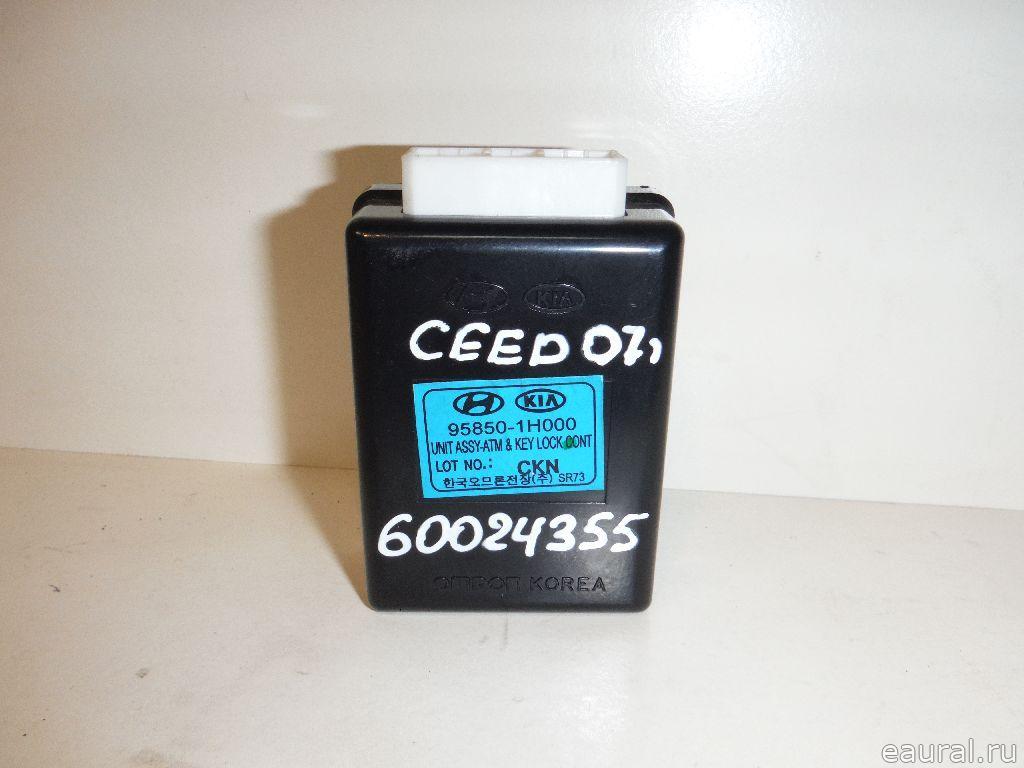 KIA
CEED 07,
KIA
95850-1H000
UNIT ASSY-ATM & KEY LOCK CONT
LOT NO.: CKN
한국오므론전장(주) SR73
60024355
OMRON KOREA
eaural.ru